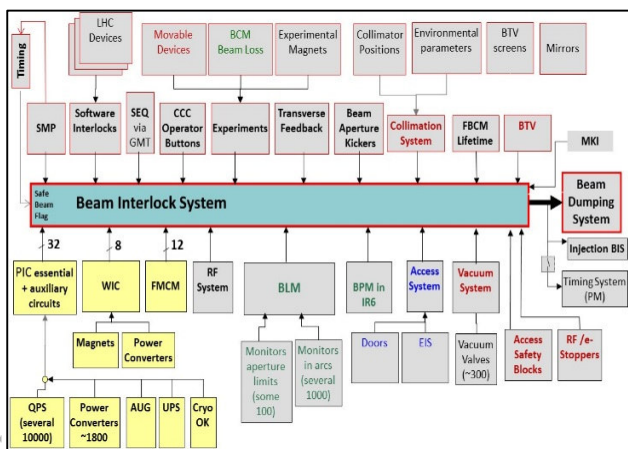 Timing
LHC
Devices
Movable
Devices
BCM
Beam Loss
Experimental
Magnets
Collimator
Positions
Environmental
parameters
BTV
screens
Mirrors
SMP
Software
Interlocks
SEQ
via
GMT
CCC
Operator
Buttons
Experiments
Transverse
Feedback
Beam
Aperture
Kickers
Collimation
System
FBCM
Lifetime
BTV
MKI
Safe
Beam
Flag
Beam Interlock System
Beam
Dumping
System
32
8
12
Injection BIS
Timing System
(PM)
PIC essential
+ auxiliary
circuits
WIC
FMCM
RF
System
BLM
BPM in
IR6
Access
System
Vacuum
System
Magnets
Power
Converters
Monitors
aperture
limits
(some
100)
Monitors
in arcs
(several
1000)
Doors
EIS
Vacuum
Valves
(~300)
Access
Safety
Blocks
RF /e-
Stoppers
QPS
(several
10000)
Power
Converters
~1800
AUG
UPS
Cryo
OK